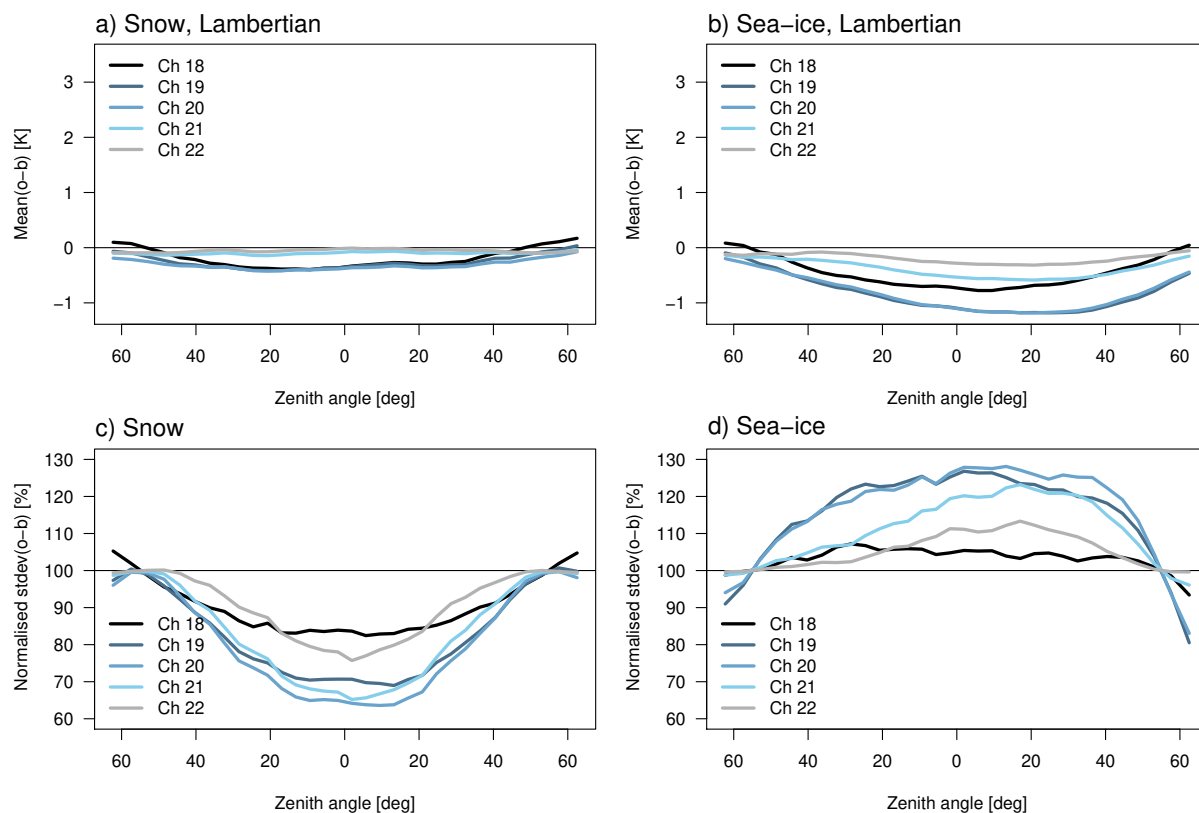 a) Snow, Lambertian
Mean(o−b) [K]
3
2
1
0
−1
Ch 18
Ch 19
Ch 20
Ch 21
Ch 22
60
40
20
0
20
40
60
Zenith angle [deg]
b) Sea−ice, Lambertian
Mean(o−b) [K]
3
2
1
0
−1
Ch 18
Ch 19
Ch 20
Ch 21
Ch 22
60
40
20
0
20
40
60
Zenith angle [deg]
c) Snow
Normalised stdev(o−b) [%]
130
120
110
100
90
80
70
60
Ch 18
Ch 19
Ch 20
Ch 21
Ch 22
60
40
20
0
20
40
60
Zenith angle [deg]
d) Sea−ice
Normalised stdev(o−b) [%]
130
120
110
100
90
80
70
60
Ch 18
Ch 19
Ch 20
Ch 21
Ch 22
60
40
20
0
20
40
60
Zenith angle [deg]